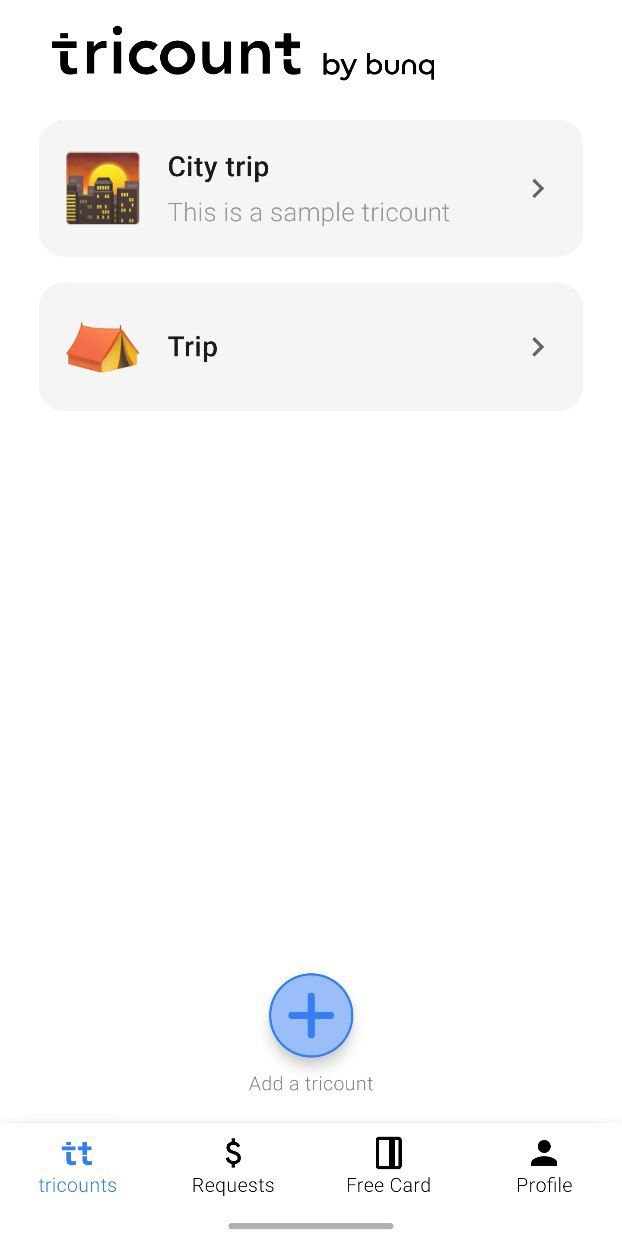 tricount by bunq
City trip
This is a sample tricount
Trip
Add a tricount
tt
tricounts
$
Requests
Free Card
Profile